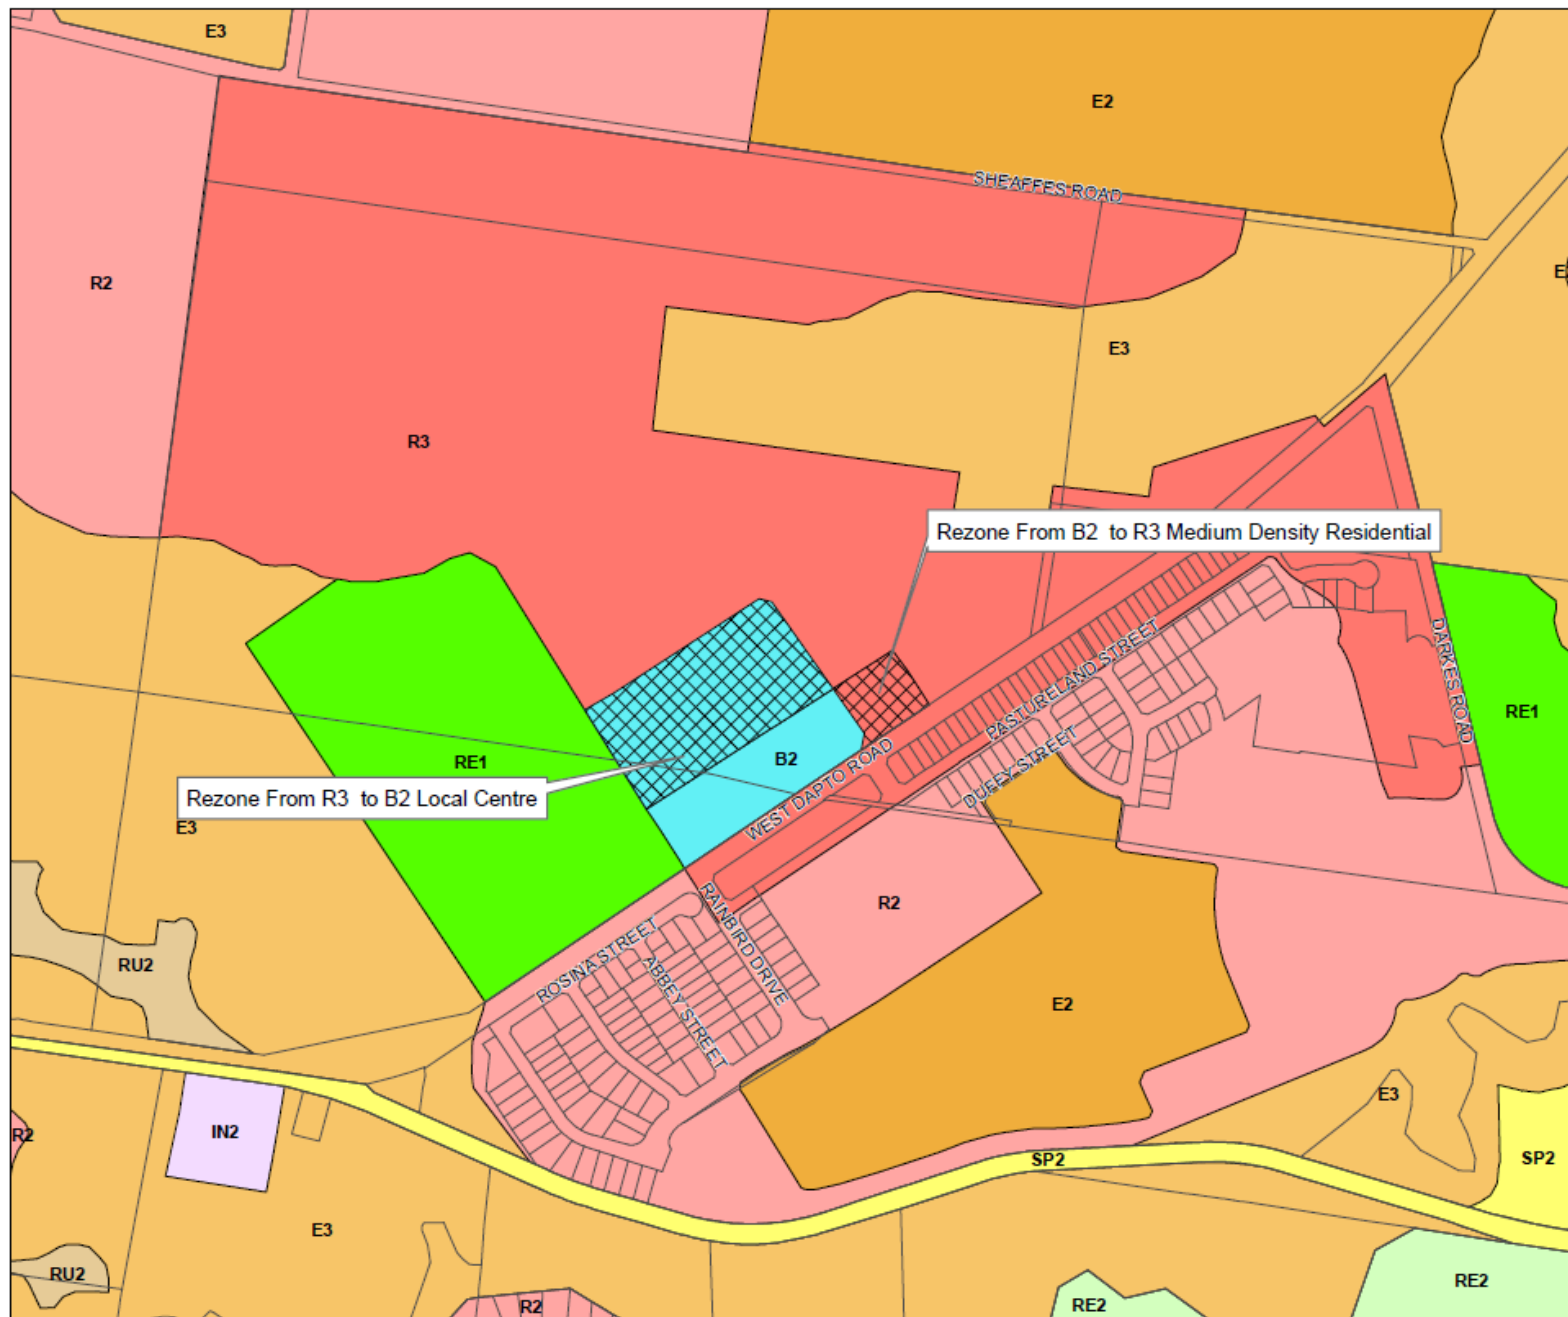 E3
E2
SHEAFFES ROAD
R2
E
E3
R3
Rezone From B2  to R3 Medium Density Residential
DARKES ROAD
PASTURELAND STREET
RE1
RE1
B2
WEST DAPTO ROAD
DUFFY STREET
Rezone From R3  to B2 Local Centre
E3
R2
RAINBIRD DRIVE
ROSINA STREET
ABBEY STREET
RU2
E2
E3
R2
IN2
SP2
SP2
E3
RU2
R2
RE2
RE2